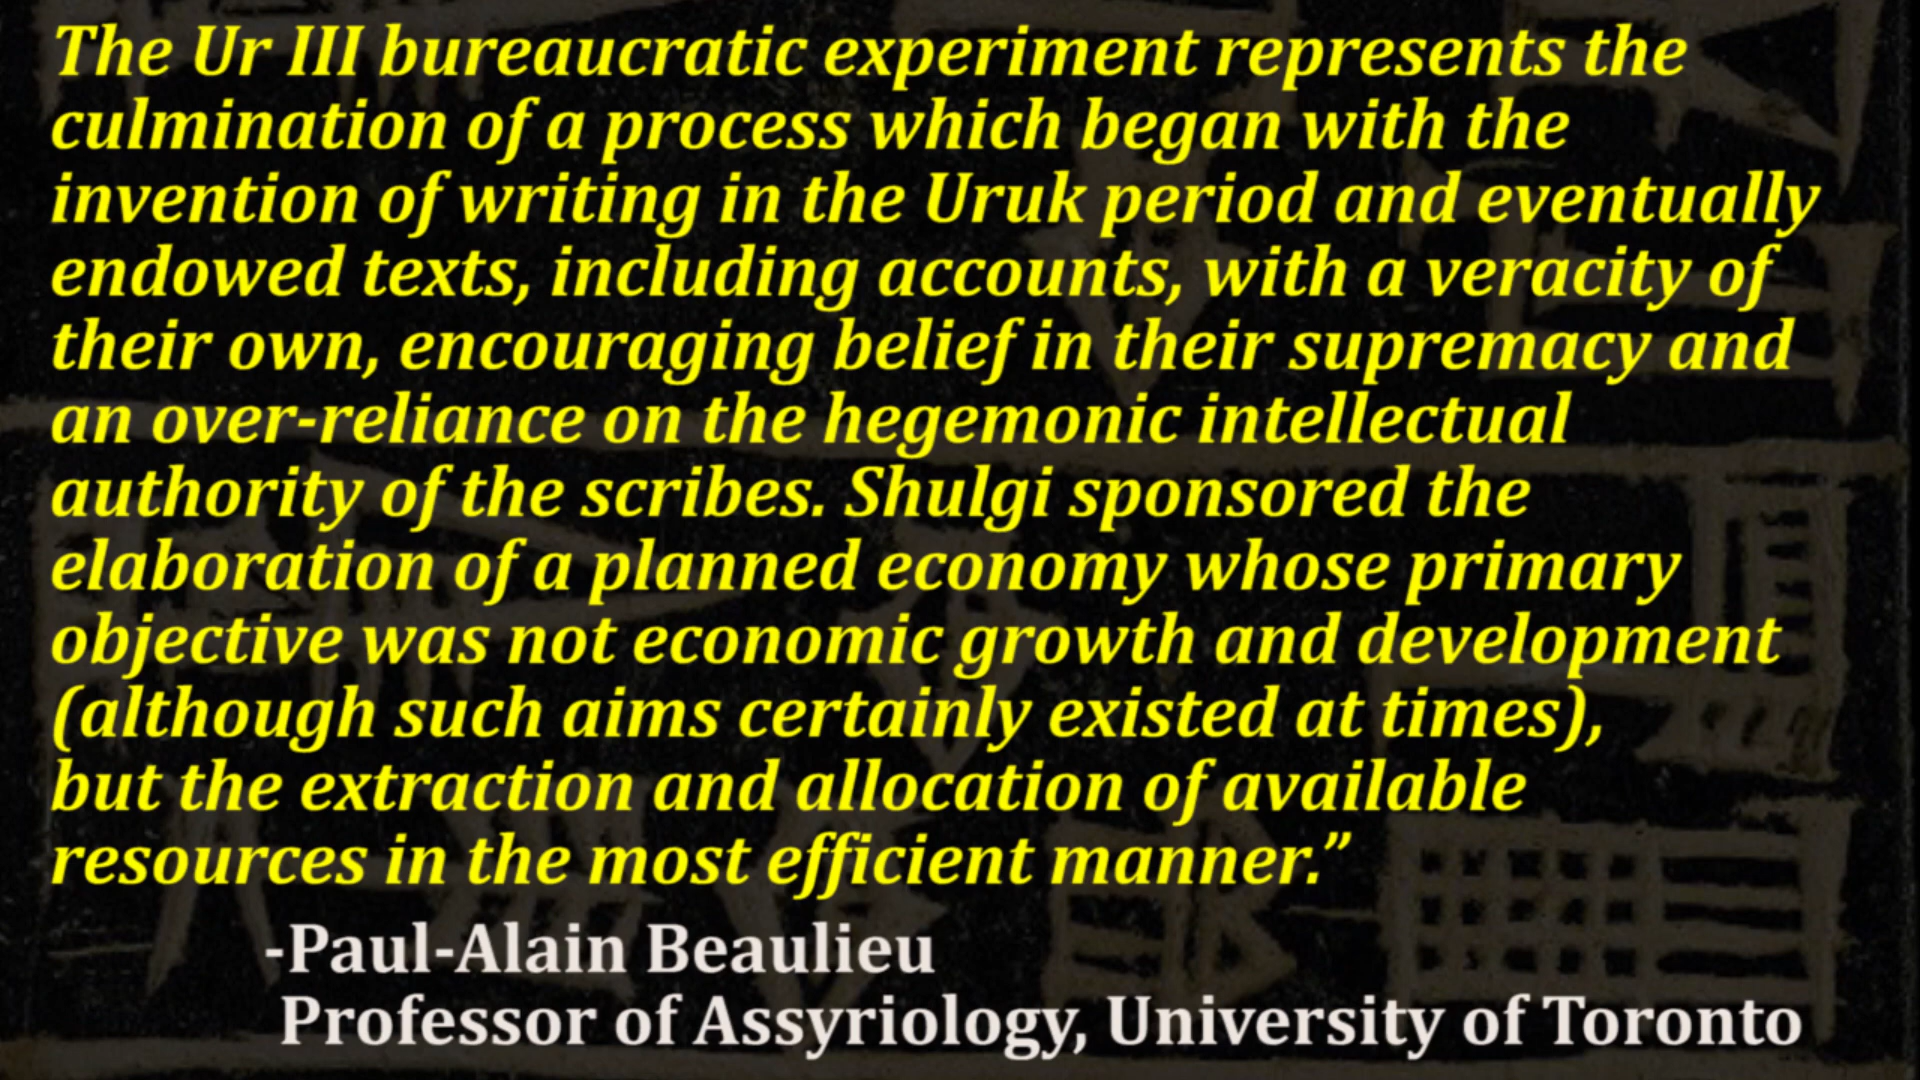 The Ur III bureaucratic experiment represents the
culmination of a process which began with the
invention of writing in the Uruk period and eventually
endowed texts, including accounts, with a veracity of
their own, encouraging belief in their supremacy and
an over-reliance on the hegemonic intellectual
authority of the scribes. Shulgi sponsored the
elaboration of a planned economy whose primary
objective was not economic growth and development
(although such aims certainly existed at times),
but the extraction and allocation of available
resources in the most efficient manner.”
-Paul-Alain Beaulieu
Professor of Assyriology, University of Toronto